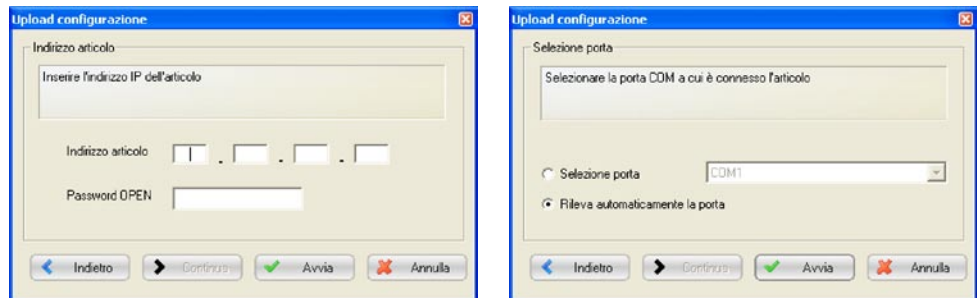 Upload configurazione
Indirizzo articolo
Inserire l'indirizzo IP dell'articolo
Indirizzo articolo . . .
Password OPEN
Indietro Continua Avvia Annulla
Upload configurazione
Selezione porta
Selezionare la porta COM a cui è connesso l'articolo
Selezione porta COM1
Rileva automaticamente la porta
Indietro Continua Avvia Annulla